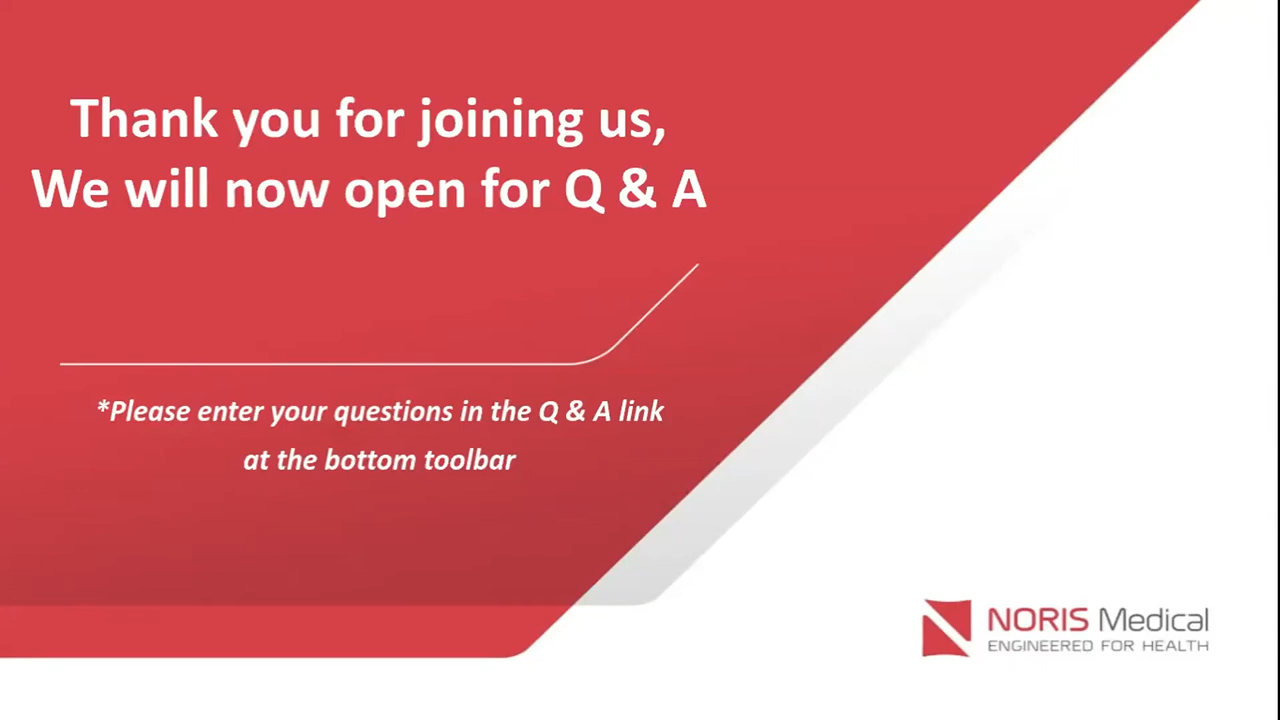 Thank you for joining us,
We will now open for Q & A
*Please enter your questions in the Q & A link
at the bottom toolbar
NORIS Medical
ENGINEERED FOR HEALTH